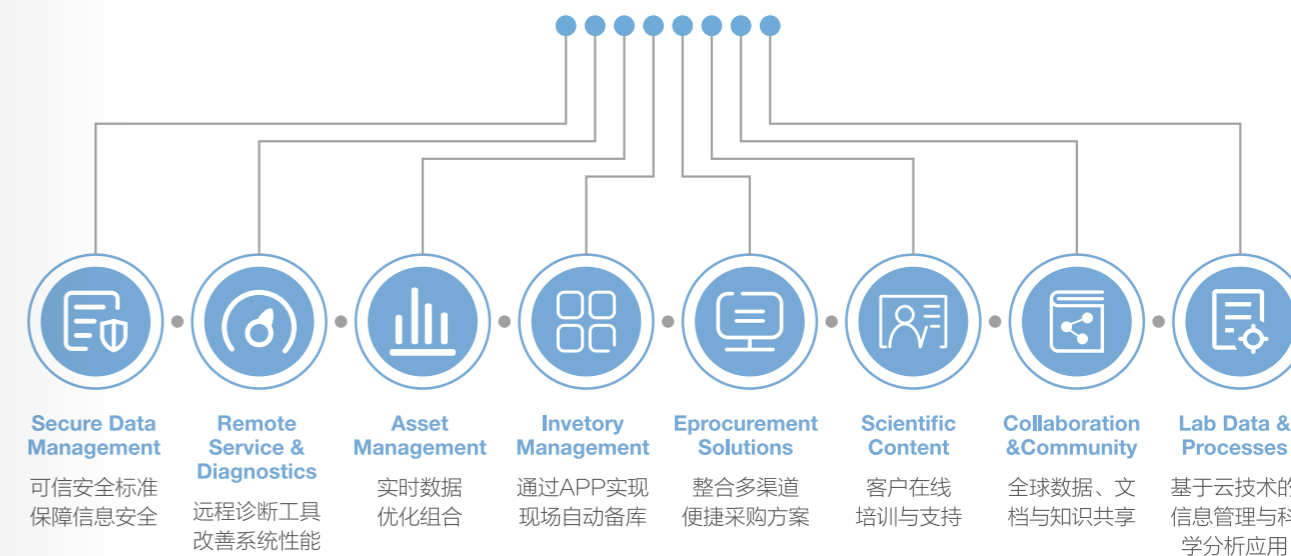 Secure Data
Management
可信安全标准
保障信息安全
Remote
Service &
Diagnostics
远程诊断工具
改善系统性能
Asset
Management
实时数据
优化组合
Invetory
Management
通过APP实现
现场自动备库
Eprocurement
Solutions
整合多渠道
便捷采购方案
Scientific
Content
客户在线
培训与支持
Collaboration
&Community
全球数据、文
档与知识共享
Lab Data &
Processes
基于云技术的
信息管理与科
学分析应用